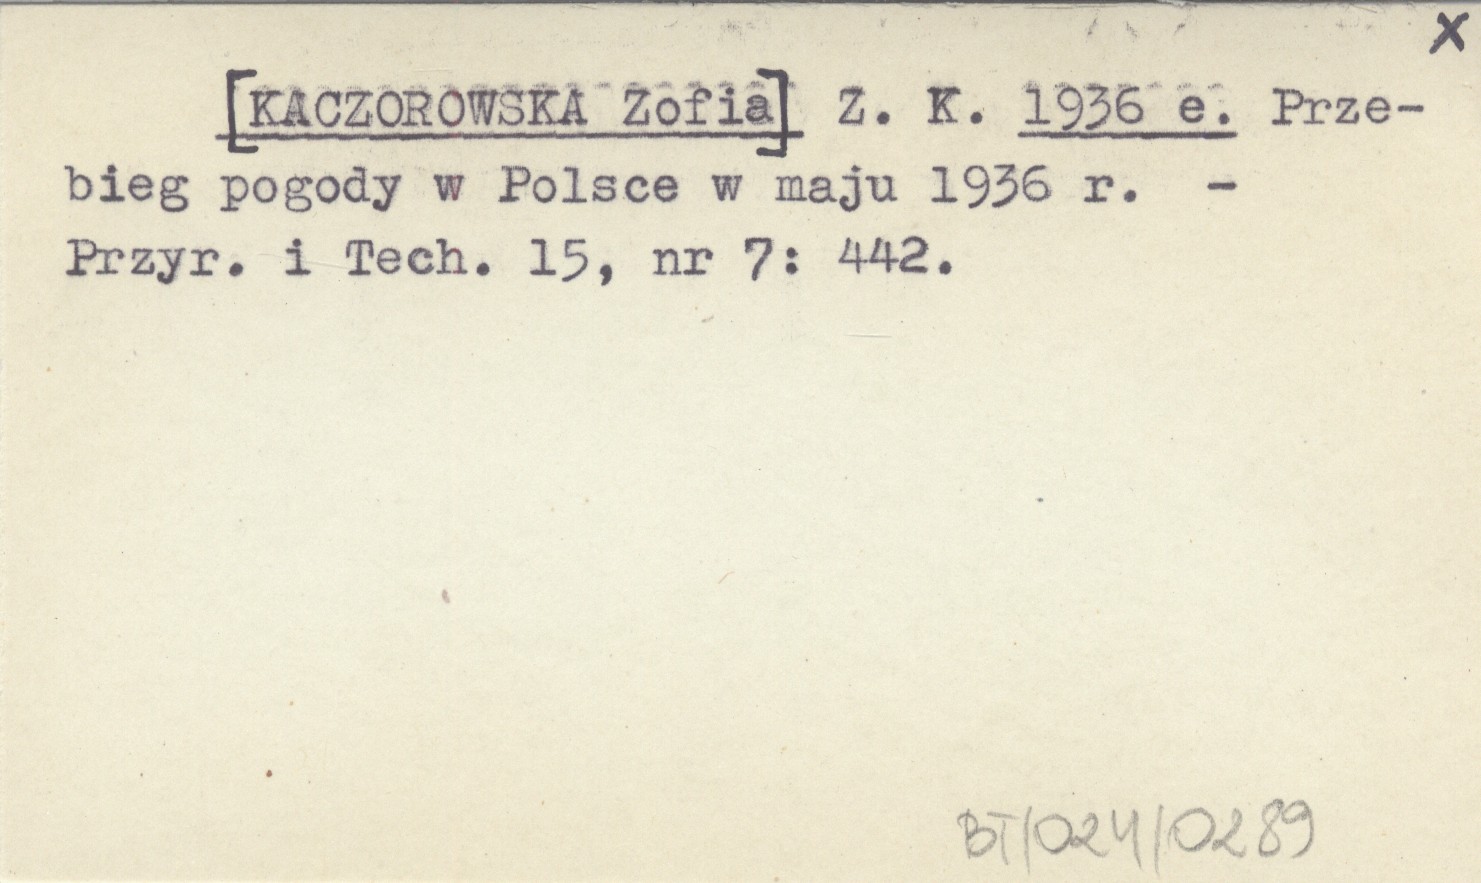 x
[KACZOROWSKA Zofia] Z. K. 1936 e. Prze-
bieg pogody w Polsce w maju 1936 r. -
Przyr. i Tech. 15, nr 7: 442.
BT/024/0289